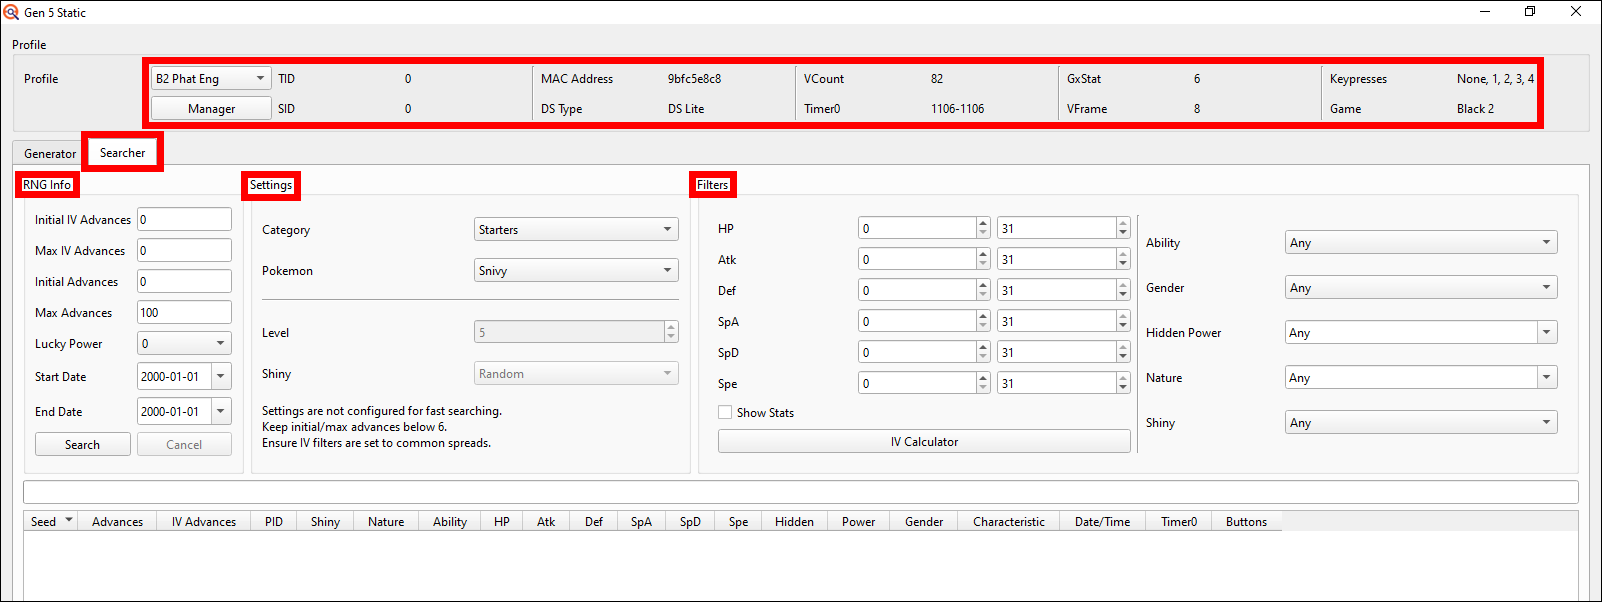 Gen 5 Static
Profile
Profile B2 Phat Eng TID 0 MAC Address 9bfc5e8c8 VCount 82 GxStat 6 Keypresses None, 1, 2, 3, 4
Manager SID 0 DS Type DS Lite Timer0 1106-1106 VFrame 8 Game Black 2
Generator Searcher
RNG Info Settings Filters
Initial IV Advances 0
Max IV Advances 0
Initial Advances 0
Max Advances 100
Lucky Power 0
Start Date 2000-01-01
End Date 2000-01-01
Search Cancel
Category Starters
Pokemon Snivy
Level 5
Shiny Random
Settings are not configured for fast searching.
Keep initial/max advances below 6.
Ensure IV filters are set to common spreads.
HP 0 31
Atk 0 31
Def 0 31
SpA 0 31
SpD 0 31
Spe 0 31
Show Stats
IV Calculator
Ability Any
Gender Any
Hidden Power Any
Nature Any
Shiny Any
Seed Advances IV Advances PID Shiny Nature Ability HP Atk Def SpA SpD Spe Hidden Power Gender Characteristic Date/Time Timer0 Buttons